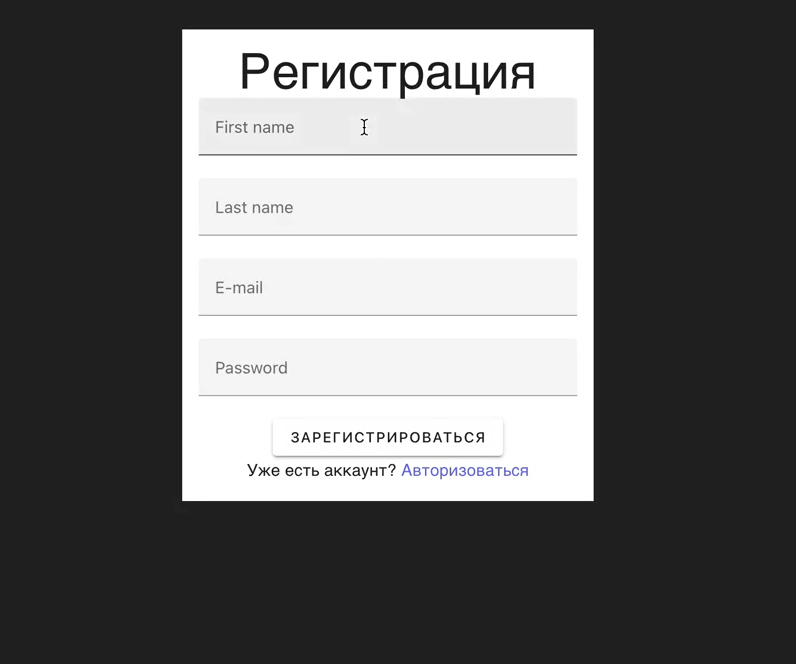 Регистрация
First name
Last name
E-mail
Password
ЗАРЕГИСТРИРОВАТЬСЯ
Уже есть аккаунт? Авторизоваться